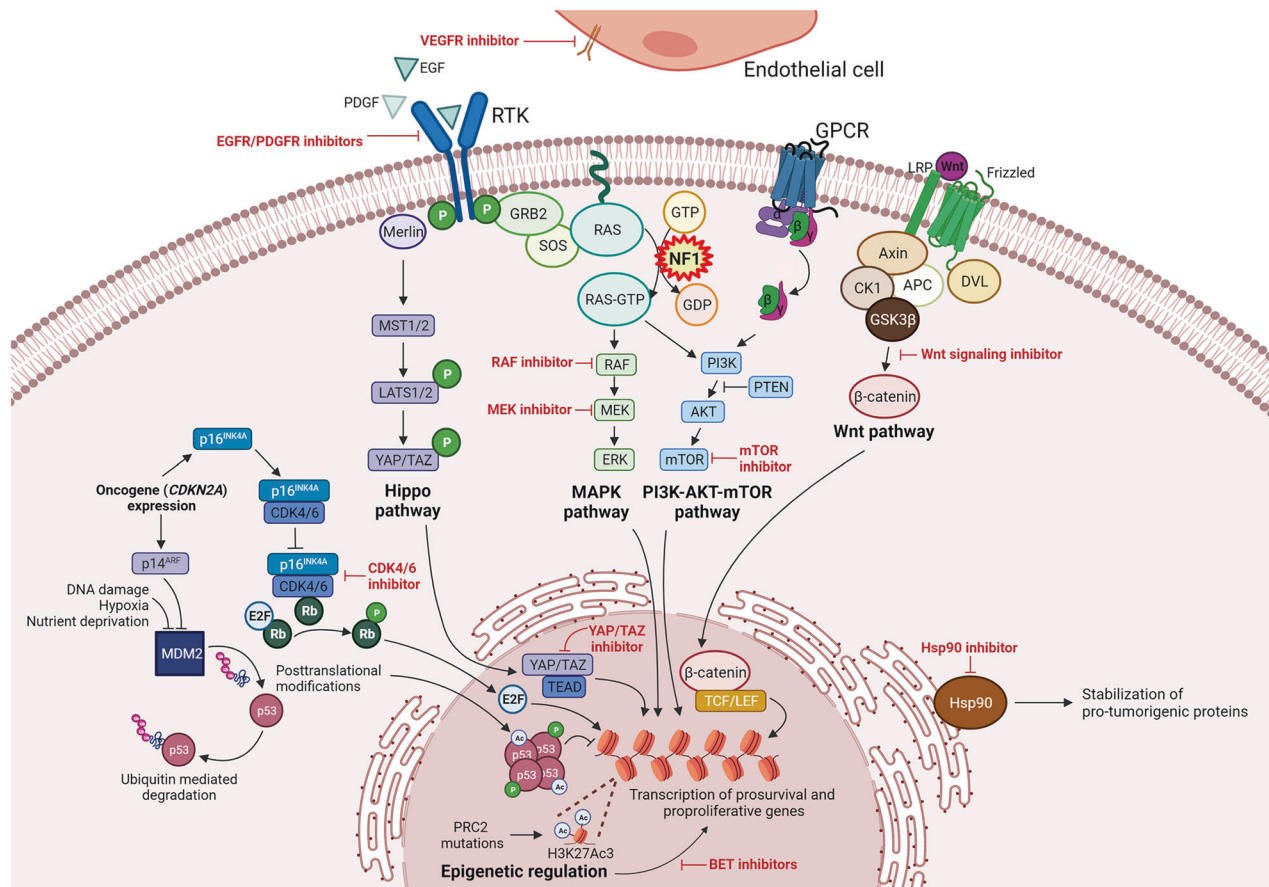 VEGFR inhibitor
Endothelial cell
EGF
PDGF
RTK
EGFR/PDGFR inhibitors
GPCR
LRP
Wnt
Frizzled
P
P
GRB2
SOS
RAS
GTP
NF1
GDP
RAS-GTP
α
β
γ
β
γ
Merlin
MST1/2
LATS1/2
P
YAP/TAZ
P
Hippo
pathway
RAF inhibitor
RAF
MEK inhibitor
MEK
ERK
MAPK
pathway
PI3K
PTEN
AKT
mTOR
mTOR
inhibitor
PI3K-AKT-mTOR
pathway
Axin
CK1
APC
DVL
GSK3β
Wnt signaling inhibitor
β-catenin
Wnt pathway
p16INK4A
Oncogene (CDKN2A)
expression
p16INK4A
CDK4/6
p14ARF
p16INK4A
CDK4/6
CDK4/6
inhibitor
DNA damage
Hypoxia
Nutrient deprivation
E2F
Rb
Rb
P
Rb
MDM2
p53
p53
Ubiquitin mediated
degradation
Posttranslational
modifications
YAP/TAZ
inhibitor
YAP/TAZ
TEAD
E2F
β-catenin
TCF/LEF
Ac
P
p53
p53
p53
p53
P
Ac
Transcription of prosurvival and
proproliferative genes
PRC2
mutations
Ac
Ac
H3K27Ac3
Epigenetic regulation
BET inhibitors
Hsp90 inhibitor
Hsp90
Stabilization of
pro-tumorigenic proteins